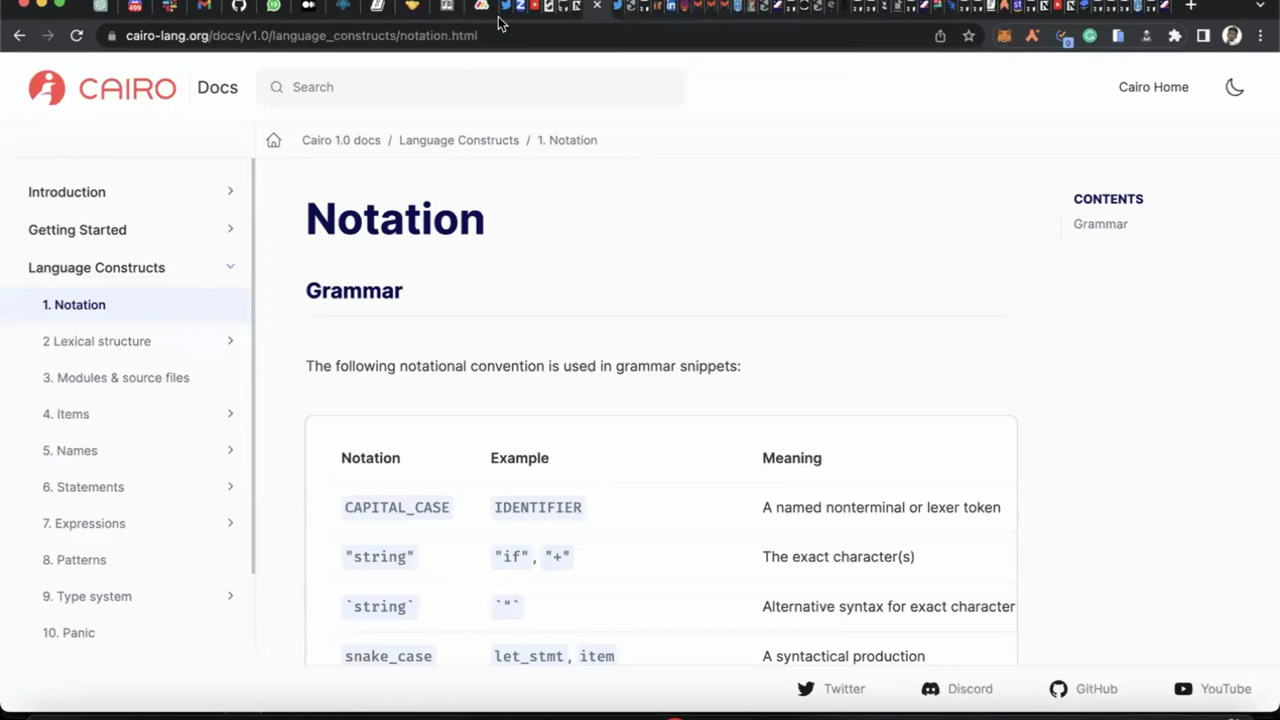 cairo-lang.org/docs/v1.0/language_constructs/notation.html
CAIRO Docs
Search
Cairo Home
Cairo 1.0 docs / Language Constructs / 1. Notation
Introduction
Getting Started
Language Constructs
1. Notation
2 Lexical structure
3. Modules & source files
4. Items
5. Names
6. Statements
7. Expressions
8. Patterns
9. Type system
10. Panic
Notation
Grammar
The following notational convention is used in grammar snippets:
Notation Example Meaning
CAPITAL_CASE IDENTIFIER A named nonterminal or lexer token
"string" "if", "+" The exact character(s)
`string` `"` Alternative syntax for exact character
snake_case let_stmt, item A syntactical production
CONTENTS
Grammar
Twitter Discord GitHub YouTube